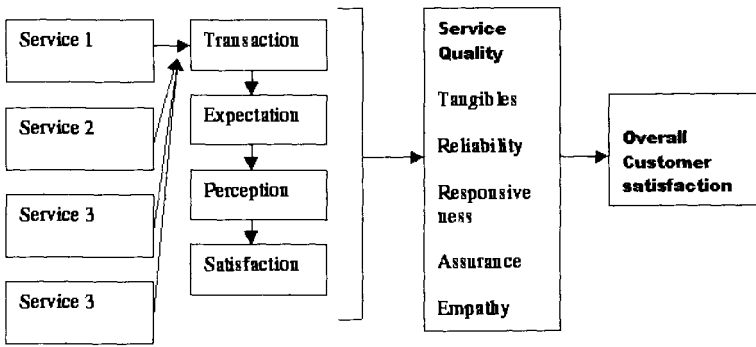 Service 1
Service 2
Service 3
Service 3
Transaction
Expectation
Perception
Satisfaction
Service
Quality
Tangibles
Reliability
Responsive
ness
Assurance
Empathy
Overall
Customer
satisfaction